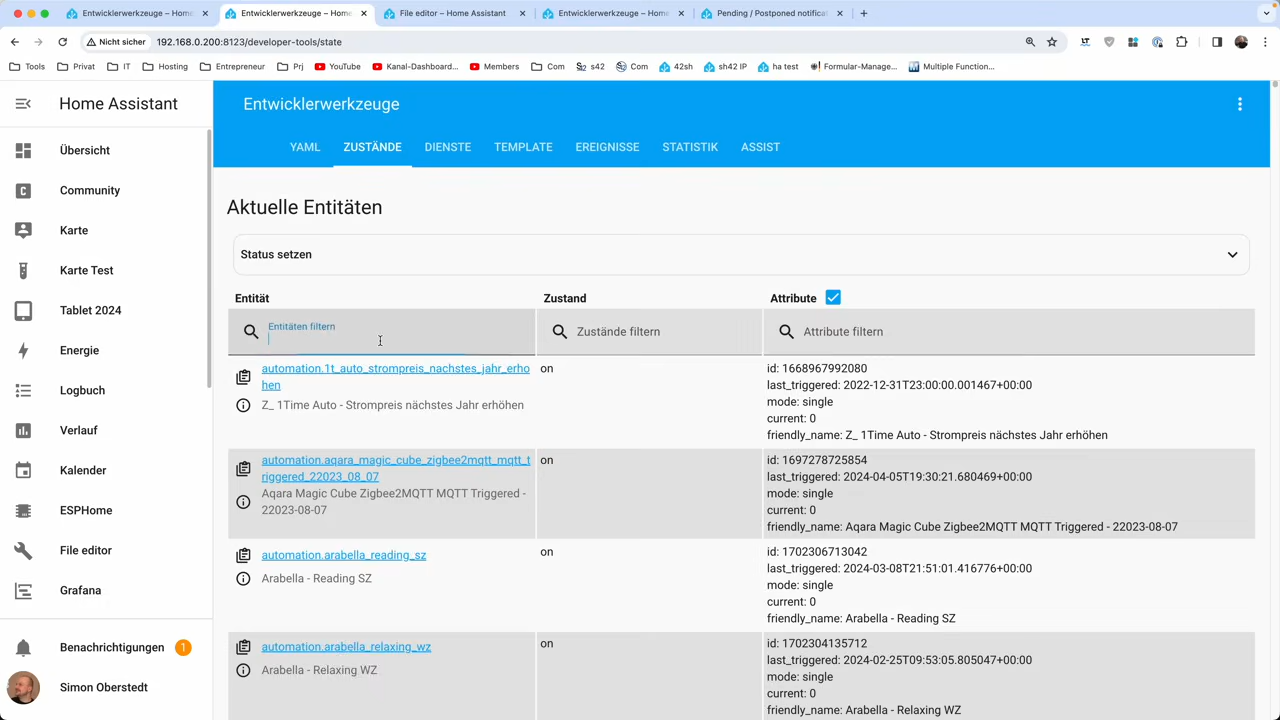 Entwicklerwerkzeuge – Home
Entwicklerwerkzeuge – Home
File editor – Home Assistant
Entwicklerwerkzeuge – Home
Pending / Postponed notificat
Nicht sicher
192.168.0.200:8123/developer-tools/state
Tools
Privat
IT
Hosting
Entrepreneur
Prj
YouTube
Kanal-Dashboard...
Members
Com
s42
Com
42sh
sh42 IP
ha test
Formular-Manage...
Multiple Function...
Home Assistant
Übersicht
Community
Karte
Karte Test
Tablet 2024
Energie
Logbuch
Verlauf
Kalender
ESPHome
File editor
Grafana
Benachrichtigungen 1
Simon Oberstedt
Entwicklerwerkzeuge
YAML ZUSTÄNDE DIENSTE TEMPLATE EREIGNISSE STATISTIK ASSIST
Aktuelle Entitäten
Status setzen
Entität Zustand Attribute
Entitäten filtern
Zustände filtern
Attribute filtern
automation.1t_auto_strompreis_nachstes_jahr_erho
hen
Z_ 1Time Auto - Strompreis nächstes Jahr erhöhen
on
id: 1668967992080
last_triggered: 2022-12-31T23:00:00.001467+00:00
mode: single
current: 0
friendly_name: Z_ 1Time Auto - Strompreis nächstes Jahr erhöhen
automation.aqara_magic_cube_zigbee2mqtt_mqtt_t
riggered_22023_08_07
Aqara Magic Cube Zigbee2MQTT MQTT Triggered -
22023-08-07
on
id: 1697278725854
last_triggered: 2024-04-05T19:30:21.680469+00:00
mode: single
current: 0
friendly_name: Aqara Magic Cube Zigbee2MQTT MQTT Triggered - 22023-08-07
automation.arabella_reading_sz
Arabella - Reading SZ
on
id: 1702306713042
last_triggered: 2024-03-08T21:51:01.416776+00:00
mode: single
current: 0
friendly_name: Arabella - Reading SZ
automation.arabella_relaxing_wz
Arabella - Relaxing WZ
on
id: 1702304135712
last_triggered: 2024-02-25T09:53:05.805047+00:00
mode: single
current: 0
friendly_name: Arabella - Relaxing WZ